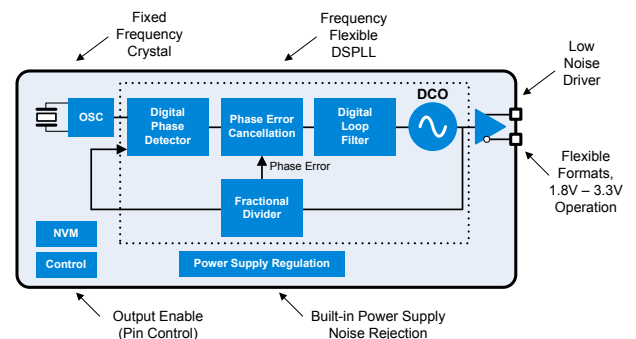 Fixed
Frequency
Crystal
Frequency
Flexible
DSPLL
Low
Noise
Driver
OSC
Digital
Phase
Detector
Phase Error
Cancellation
Digital
Loop
Filter
DCO
Phase Error
Fractional
Divider
Flexible
Formats,
1.8V – 3.3V
Operation
NVM
Control
Power Supply Regulation
Output Enable
(Pin Control)
Built-in Power Supply
Noise Rejection